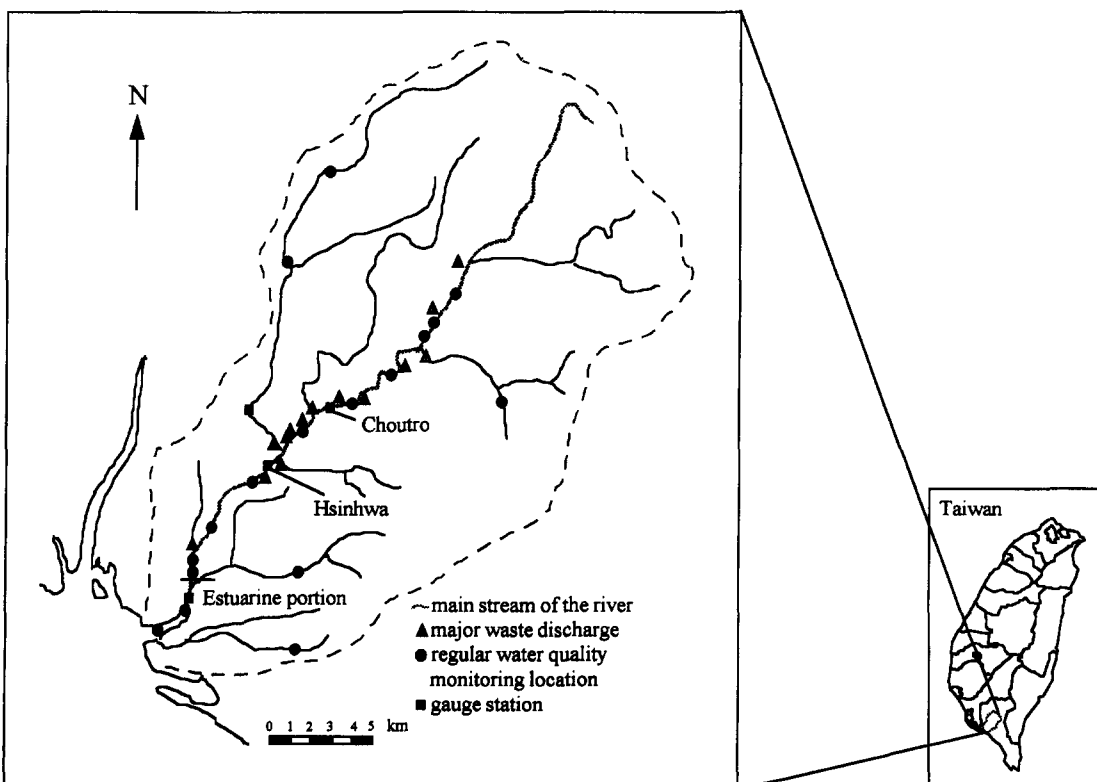 N
Choutro
Hsinhwa
Taiwan
Estuarine portion
main stream of the river
major waste discharge
regular water quality
monitoring location
gauge station
0 1 2 3 4 5 km